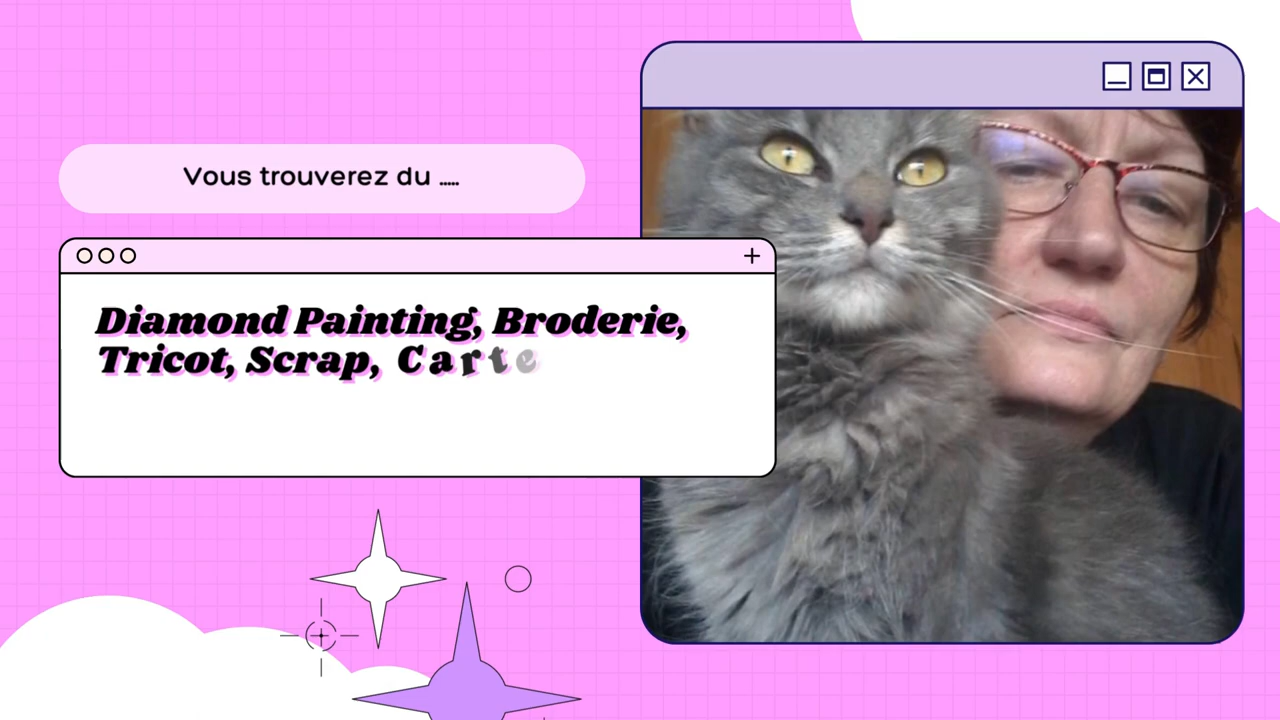 Vous trouverez du .....
Diamond Painting, Broderie,
Tricot, Scrap, Carte